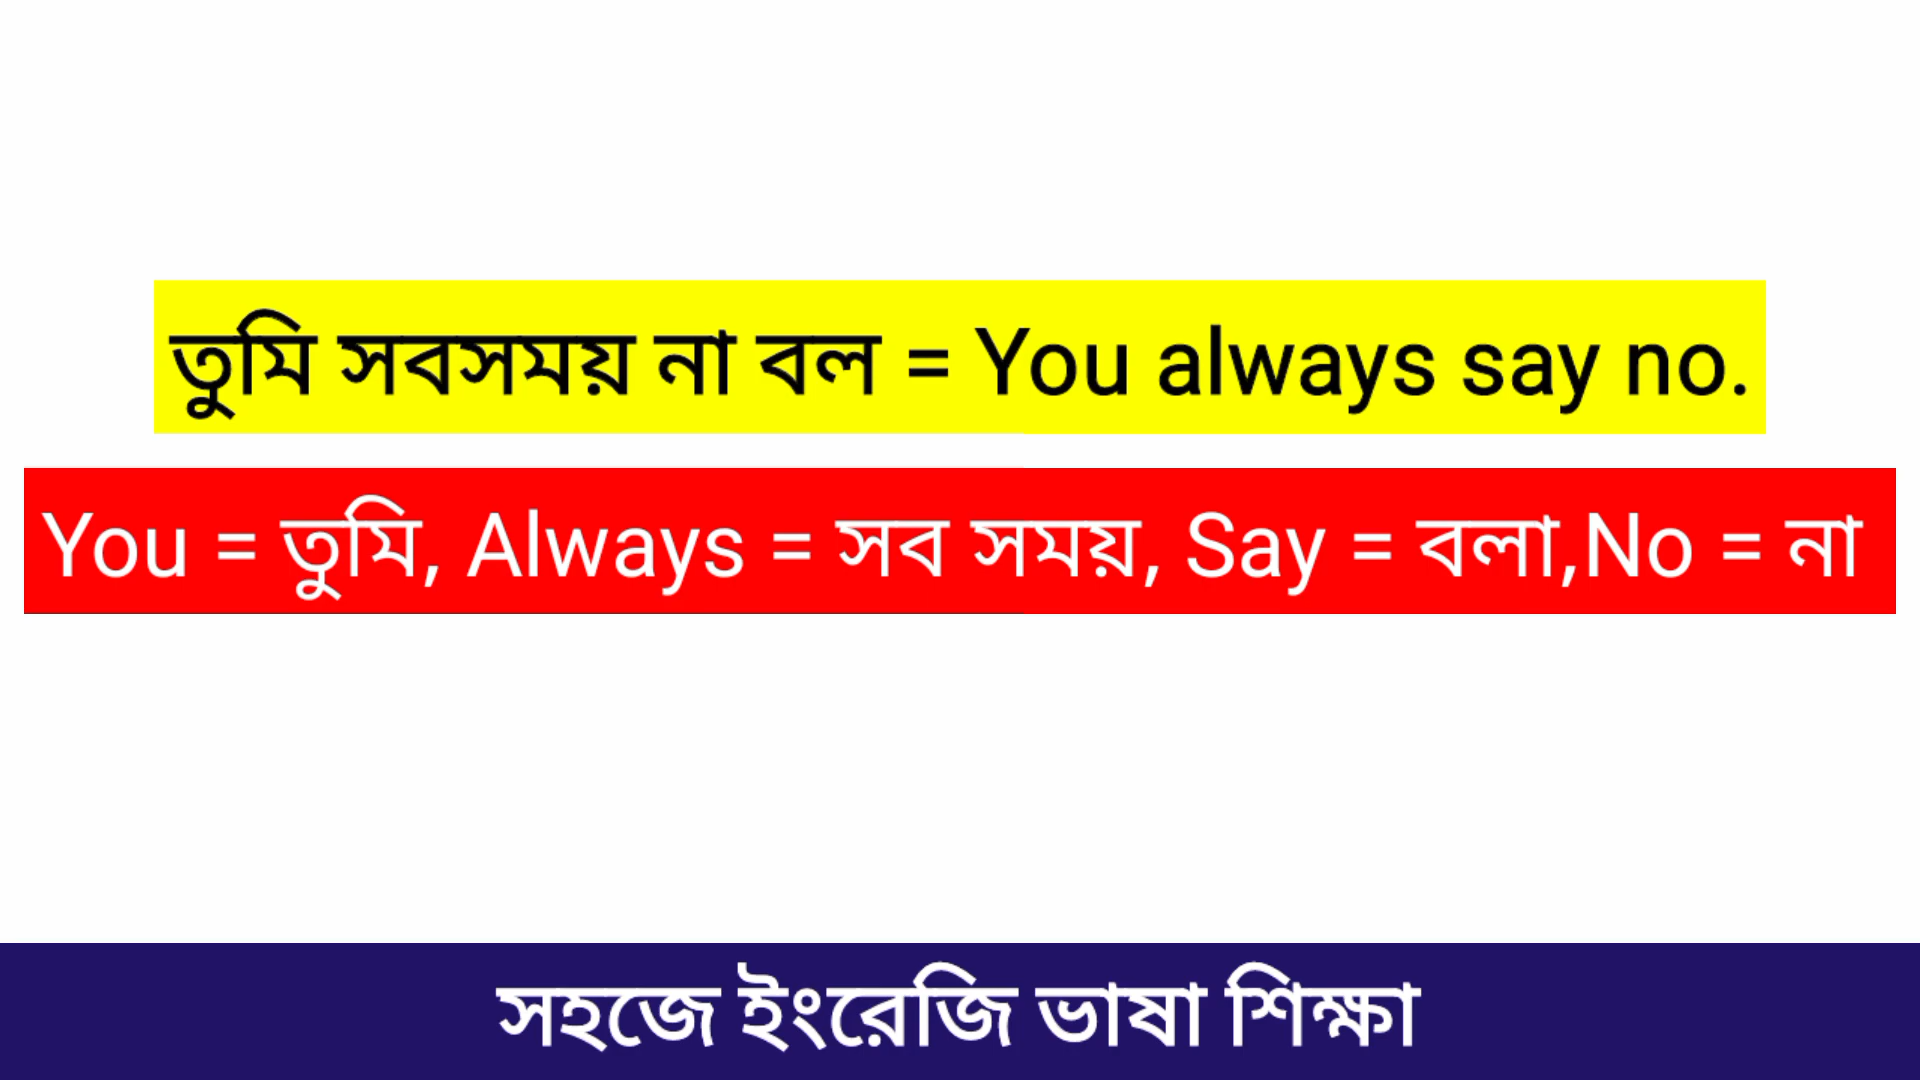 তুমি সবসময় না বল = You always say no.
You = তুমি, Always = সব সময়, Say = বলা,No = না
সহজে ইংরেজি ভাষা শিক্ষা